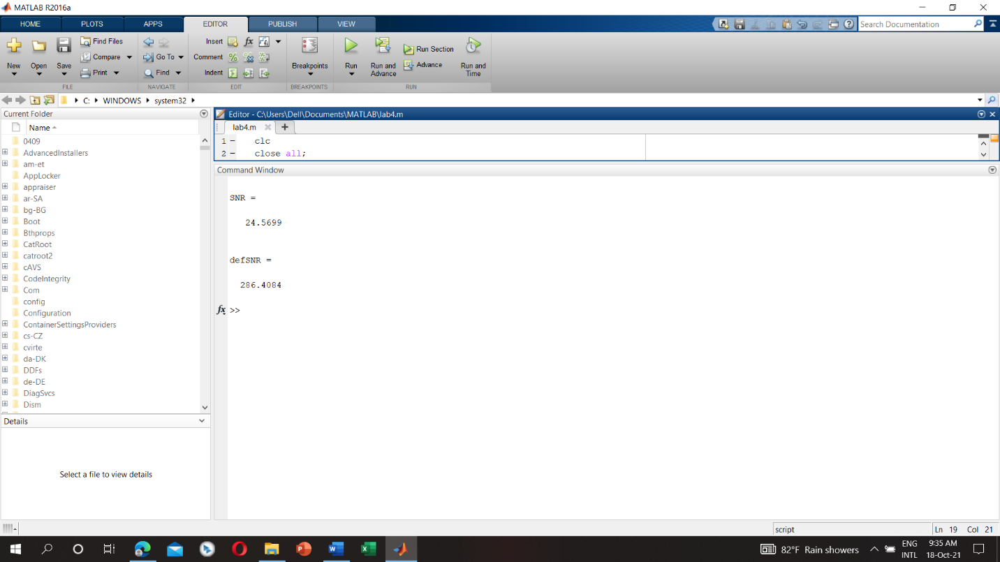 MATLAB R2016a
HOME PLOTS APPS EDITOR PUBLISH VIEW
Search Documentation
New
Open
Save
Find Files
Compare
Print
FILE
Go To
Find
NAVIGATE
Insert fx
Comment
Indent
EDIT
Breakpoints
BREAKPOINTS
Run
Run and Advance
Run Section
Advance
Run and Time
RUN
C: WINDOWS system32
Current Folder
Name
0409
AdvancedInstallers
am-et
AppLocker
appraiser
ar-SA
bg-BG
Boot
Bthprops
CatRoot
catroot2
cAVS
CodeIntegrity
Com
config
Configuration
ContainerSettingsProviders
cs-CZ
cvirte
da-DK
DDFs
de-DE
DiagSvcs
Dism
Details
Select a file to view details
Editor - C:\Users\Dell\Documents\MATLAB\lab4.m
lab4.m
1 – clc
2 – close all;
Command Window
SNR =
24.5699
defSNR =
286.4084
fx >>
script Ln 19 Col 21
82°F Rain showers
ENG
INTL
9:35 AM
18-Oct-21